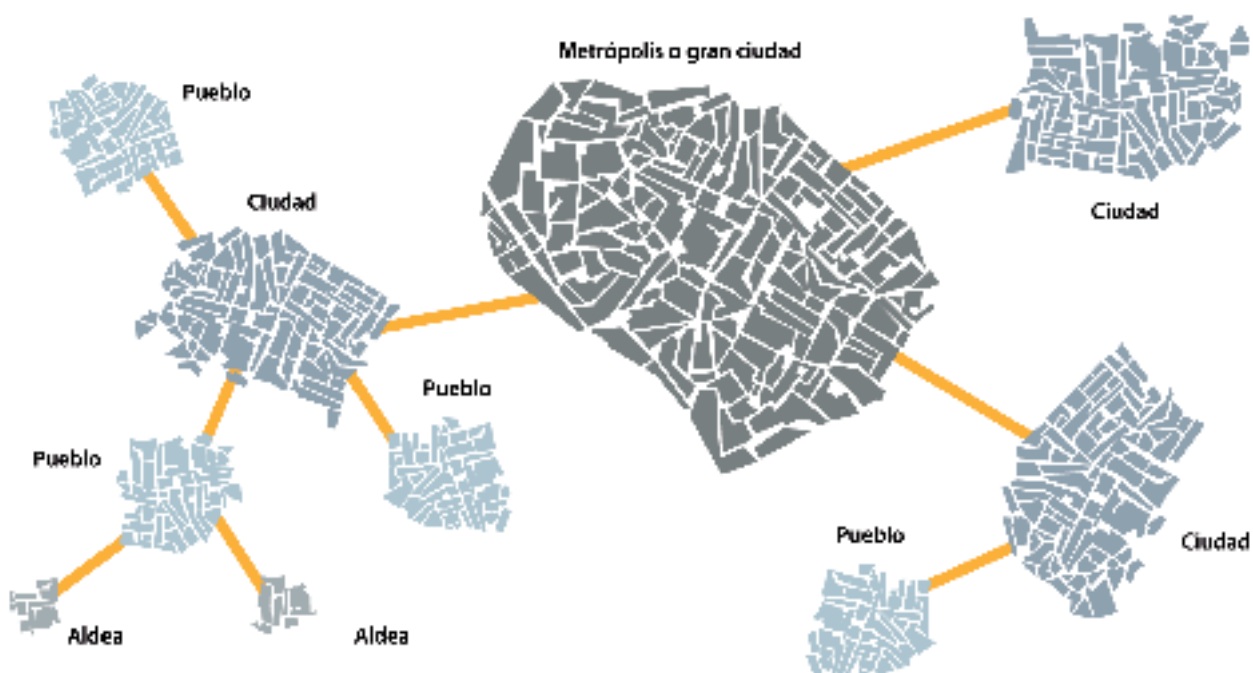 Metrópolis o gran ciudad
Pueblo
Ciudad
Ciudad
Pueblo
Pueblo
Pueblo
Ciudad
Aldea
Aldea